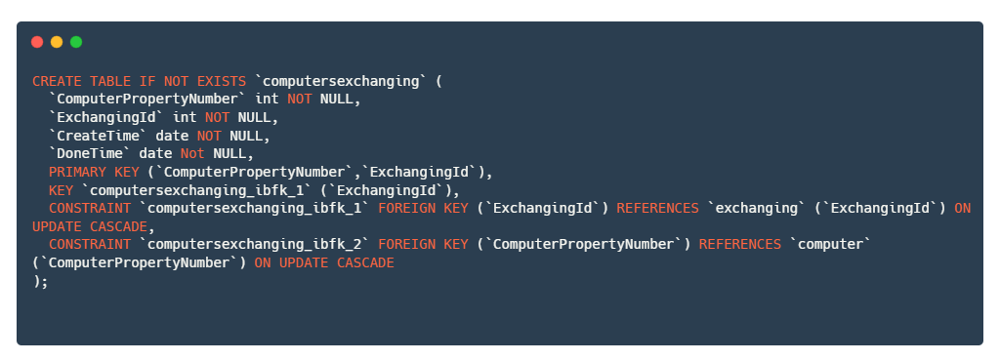 CREATE TABLE IF NOT EXISTS `computersexchanging` (
  `ComputerPropertyNumber` int NOT NULL,
  `ExchangingId` int NOT NULL,
  `CreateTime` date NOT NULL,
  `DoneTime` date Not NULL,
  PRIMARY KEY (`ComputerPropertyNumber`,`ExchangingId`),
  KEY `computersexchanging_ibfk_1` (`ExchangingId`),
  CONSTRAINT `computersexchanging_ibfk_1` FOREIGN KEY (`ExchangingId`) REFERENCES `exchanging` (`ExchangingId`) ON
UPDATE CASCADE,
  CONSTRAINT `computersexchanging_ibfk_2` FOREIGN KEY (`ComputerPropertyNumber`) REFERENCES `computer`
(`ComputerPropertyNumber`) ON UPDATE CASCADE
);